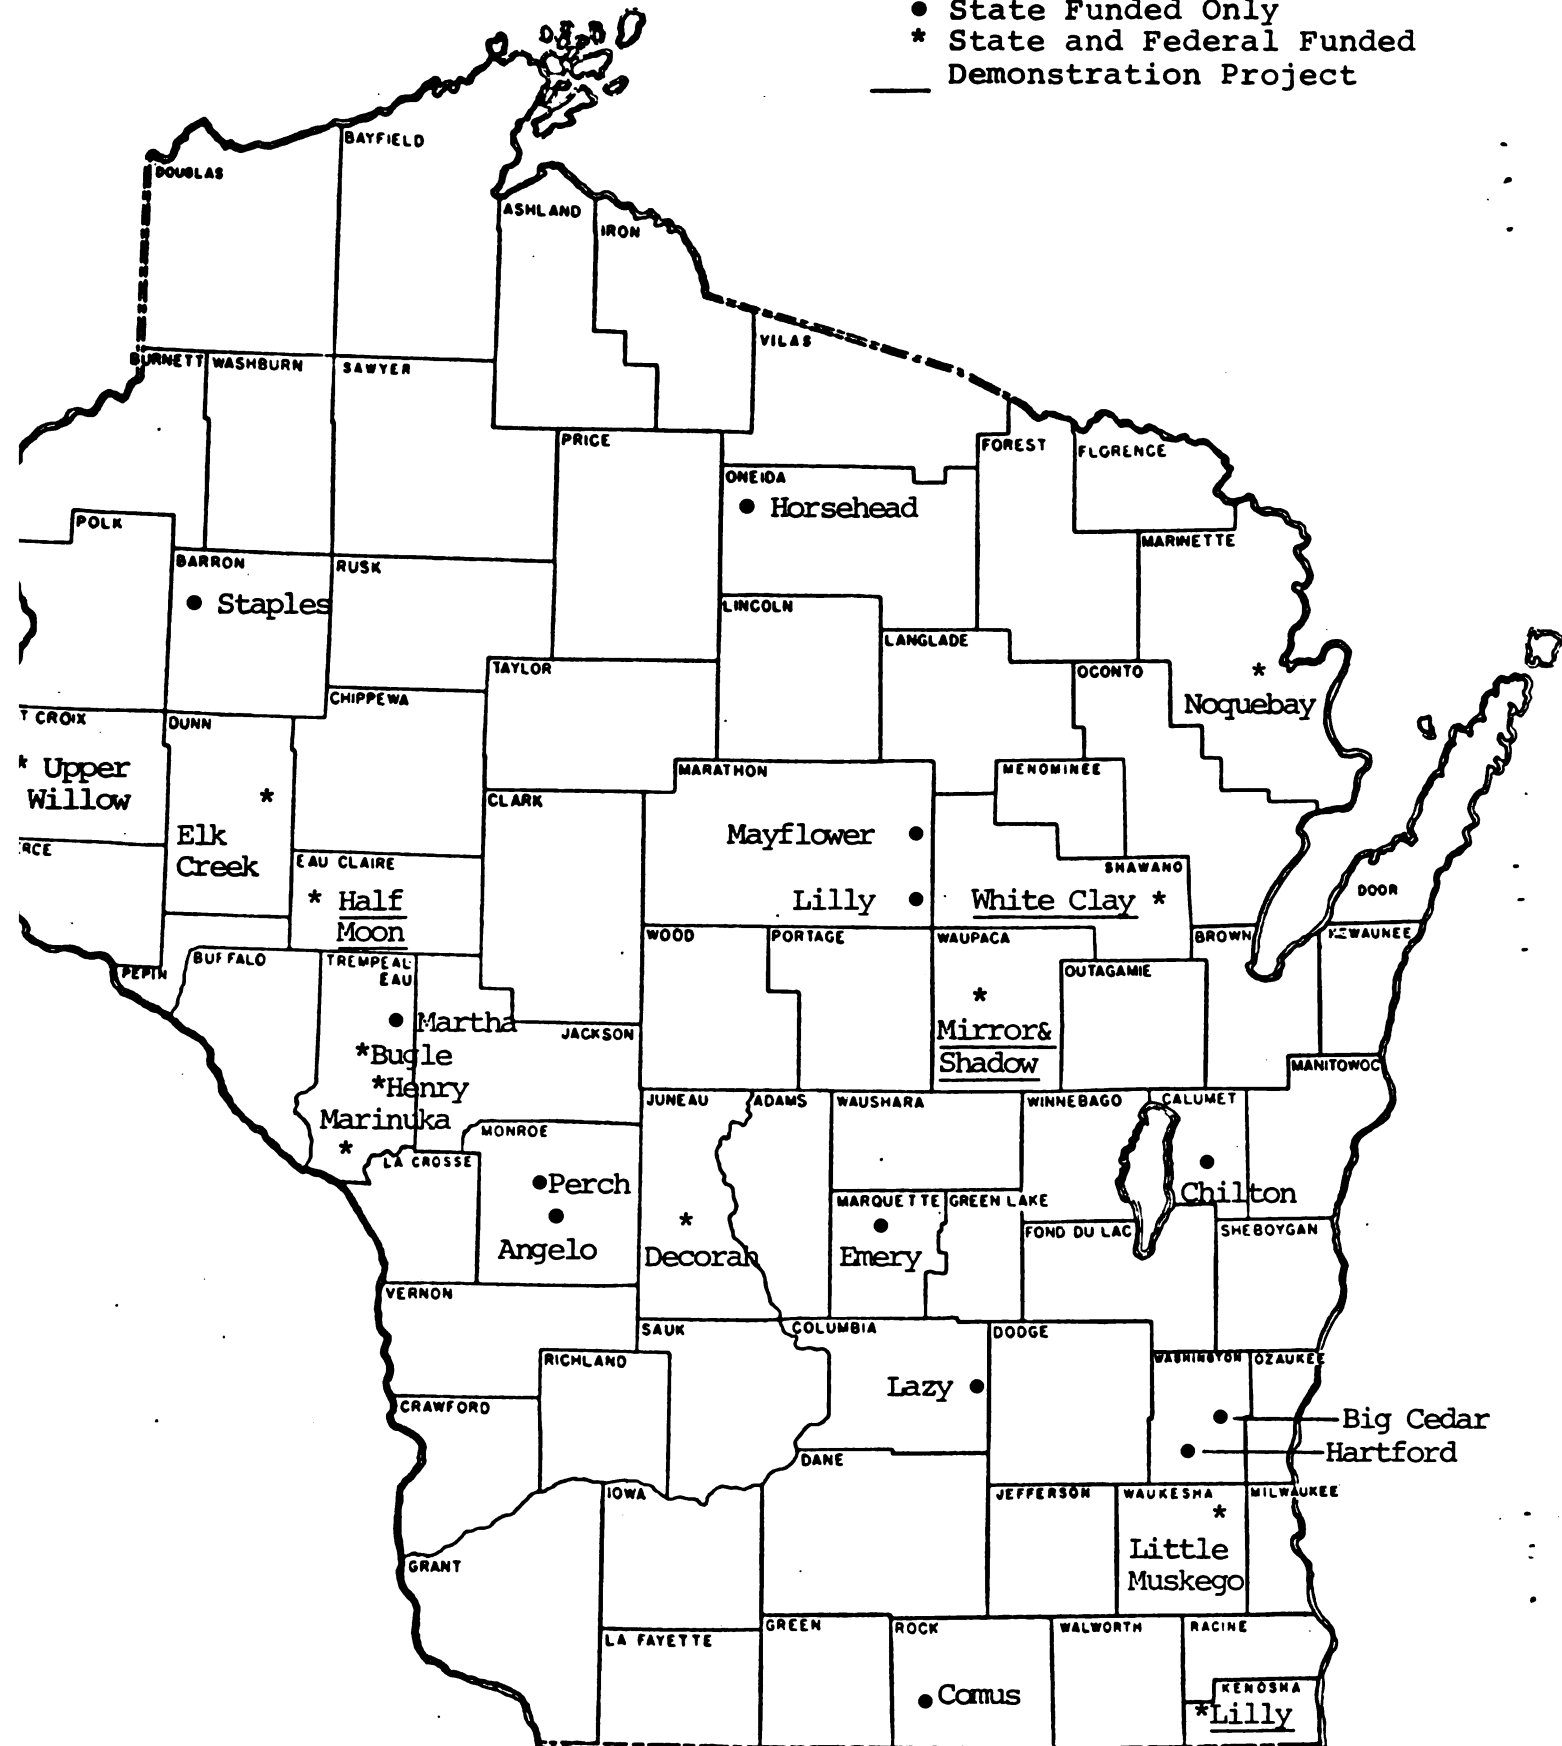 ● State Funded Only
* State and Federal Funded
Demonstration Project
BAYFIELD
DOUGLAS
ASHLAND
IRON
VILAS
BURNETT
WASHBURN
SAWYER
PRICE
FOREST
FLORENCE
ONEIDA
● Horsehead
POLK
MARINETTE
BARRON
RUSK
● Staples
LINCOLN
LANGLADE
TAYLOR
OCONTO
*
Noquebay
CHIPPEWA
T CROIX
DUNN
* Upper
Willow
*
MARATHON
MENOMINEE
CLARK
Elk
Creek
Mayflower ●
RCE
EAU CLAIRE
SHAWANO
* Half
Moon
Lilly ●
White Clay *
DOOR
WOOD
PORTAGE
WAUPACA
BROWN
KEWAUNEE
PEPIN
BUFFALO
TREMPEAL-
EAU
OUTAGAMIE
*
Mirror&
Shadow
● Martha
JACKSON
*Bugle
*Henry
Marinuka
*
MANITOWOC
JUNEAU
ADAMS
WAUSHARA
WINNEBAGO
CALUMET
MONROE
LA CROSSE
●
Chilton
●Perch
●
Angelo
*
Decorah
MARQUETTE
GREEN LAKE
●
Emery
FOND DU LAC
SHEBOYGAN
VERNON
SAUK
COLUMBIA
DODGE
RICHLAND
WASHINGTON
OZAUKEE
Lazy ●
CRAWFORD
● Big Cedar
● Hartford
DANE
IOWA
JEFFERSON
WAUKESHA
MILWAUKEE
*
Little
Muskego
GRANT
LA FAYETTE
GREEN
ROCK
WALWORTH
RACINE
● Comus
KENOSHA
*Lilly